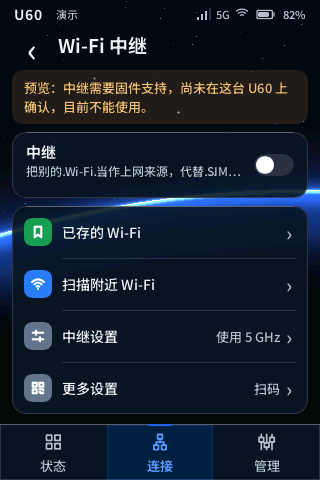 U60 演示 5G 82%
Wi-Fi 中继
预览：中继需要固件支持，尚未在这台 U60 上
确认，目前不能使用。
中继
把别的.Wi-Fi.当作上网来源，代替.SIM…
已存的 Wi-Fi
扫描附近 Wi-Fi
中继设置 使用 5 GHz
更多设置 扫码
状态 连接 管理